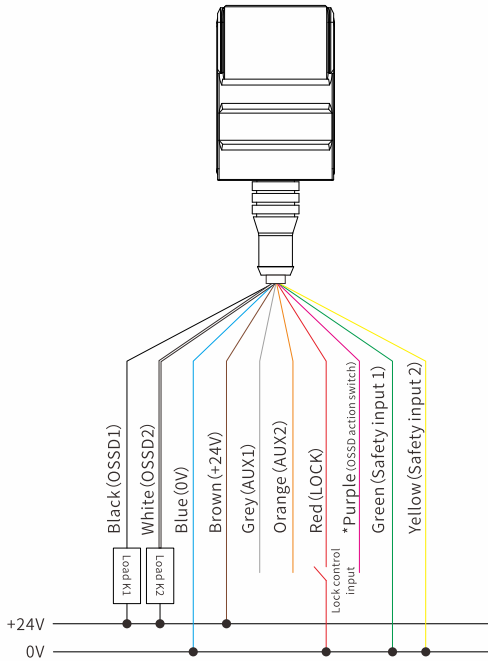 Black (OSSD1)
White (OSSD2)
Blue (0V)
Brown (+24V)
Grey (AUX1)
Orange (AUX2)
Red (LOCK)
*Purple (OSSD action switch)
Green (Safety input 1)
Yellow (Safety input 2)
Load K1
Load K2
Lock control
input
+24V
0V